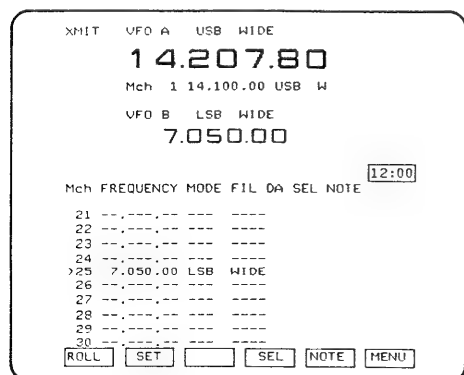 XMIT VFO A USB WIDE
14.207.80
Mch 1 14,100.00 USB W
VFO B LSB WIDE
7.050.00
12:00
Mch FREQUENCY MODE FIL DA SEL NOTE
21 --.---.-- --- ----
22 --.---.-- --- ----
23 --.---.-- --- ----
24 --.---.-- --- ----
>25 7.050.00 LSB WIDE
26 --.---.-- --- ----
27 --.---.-- --- ----
28 --.---.-- --- ----
29 --.---.-- --- ----
30 --.---.-- --- ----
ROLL SET SEL NOTE MENU